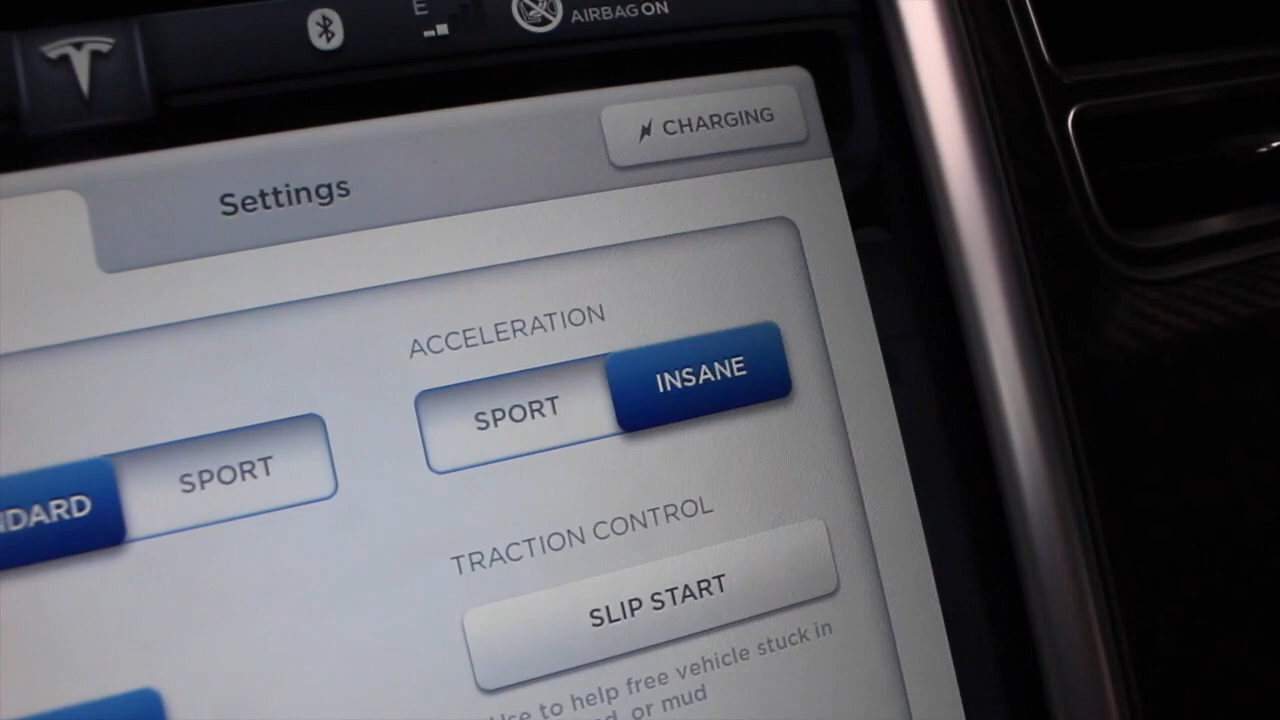 E
AIRBAG ON
CHARGING
Settings
ACCELERATION
SPORT
INSANE
NDARD
SPORT
TRACTION CONTROL
SLIP START
Use to help free vehicle stuck in
or mud